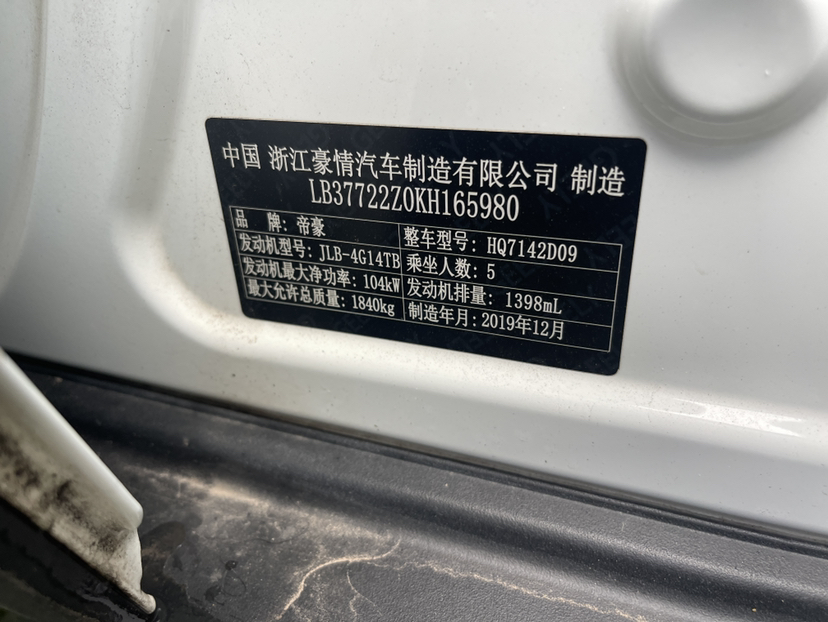 中国 浙江豪情汽车制造有限公司 制造
LB37722Z0KH165980
品 牌: 帝豪 整车型号: HQ7142D09
发动机型号: JLB-4G14TB 乘坐人数: 5
发动机最大净功率: 104kW 发动机排量: 1398mL
最大允许总质量: 1840kg 制造年月: 2019年12月